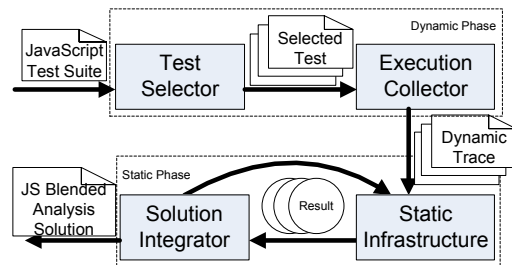 Dynamic Phase
JavaScript
Test Suite
Test
Selector
Selected
Test
Execution
Collector
Dynamic
Trace
Static Phase
JS Blended
Analysis
Solution
Solution
Integrator
Result
Static
Infrastructure